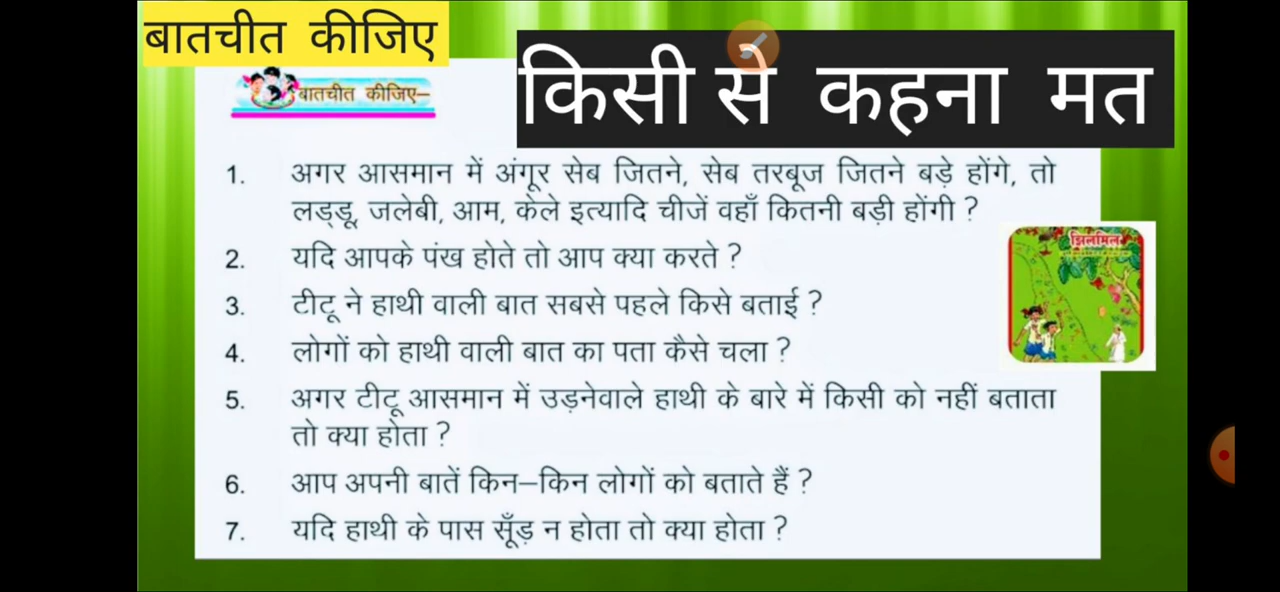 बातचीत कीजिए
किसी से कहना मत
बातचीत कीजिए–
1. अगर आसमान में अंगूर सेब जितने, सेब तरबूज जितने बड़े होंगे, तो
लड्डू, जलेबी, आम, केले इत्यादि चीजें वहाँ कितनी बड़ी होंगी ?
2. यदि आपके पंख होते तो आप क्या करते ?
3. टीटू ने हाथी वाली बात सबसे पहले किसे बताई ?
4. लोगों को हाथी वाली बात का पता कैसे चला ?
5. अगर टीटू आसमान में उड़नेवाले हाथी के बारे में किसी को नहीं बताता
तो क्या होता ?
6. आप अपनी बातें किन–किन लोगों को बताते हैं ?
7. यदि हाथी के पास सूँड़ न होता तो क्या होता ?
झिलमिल